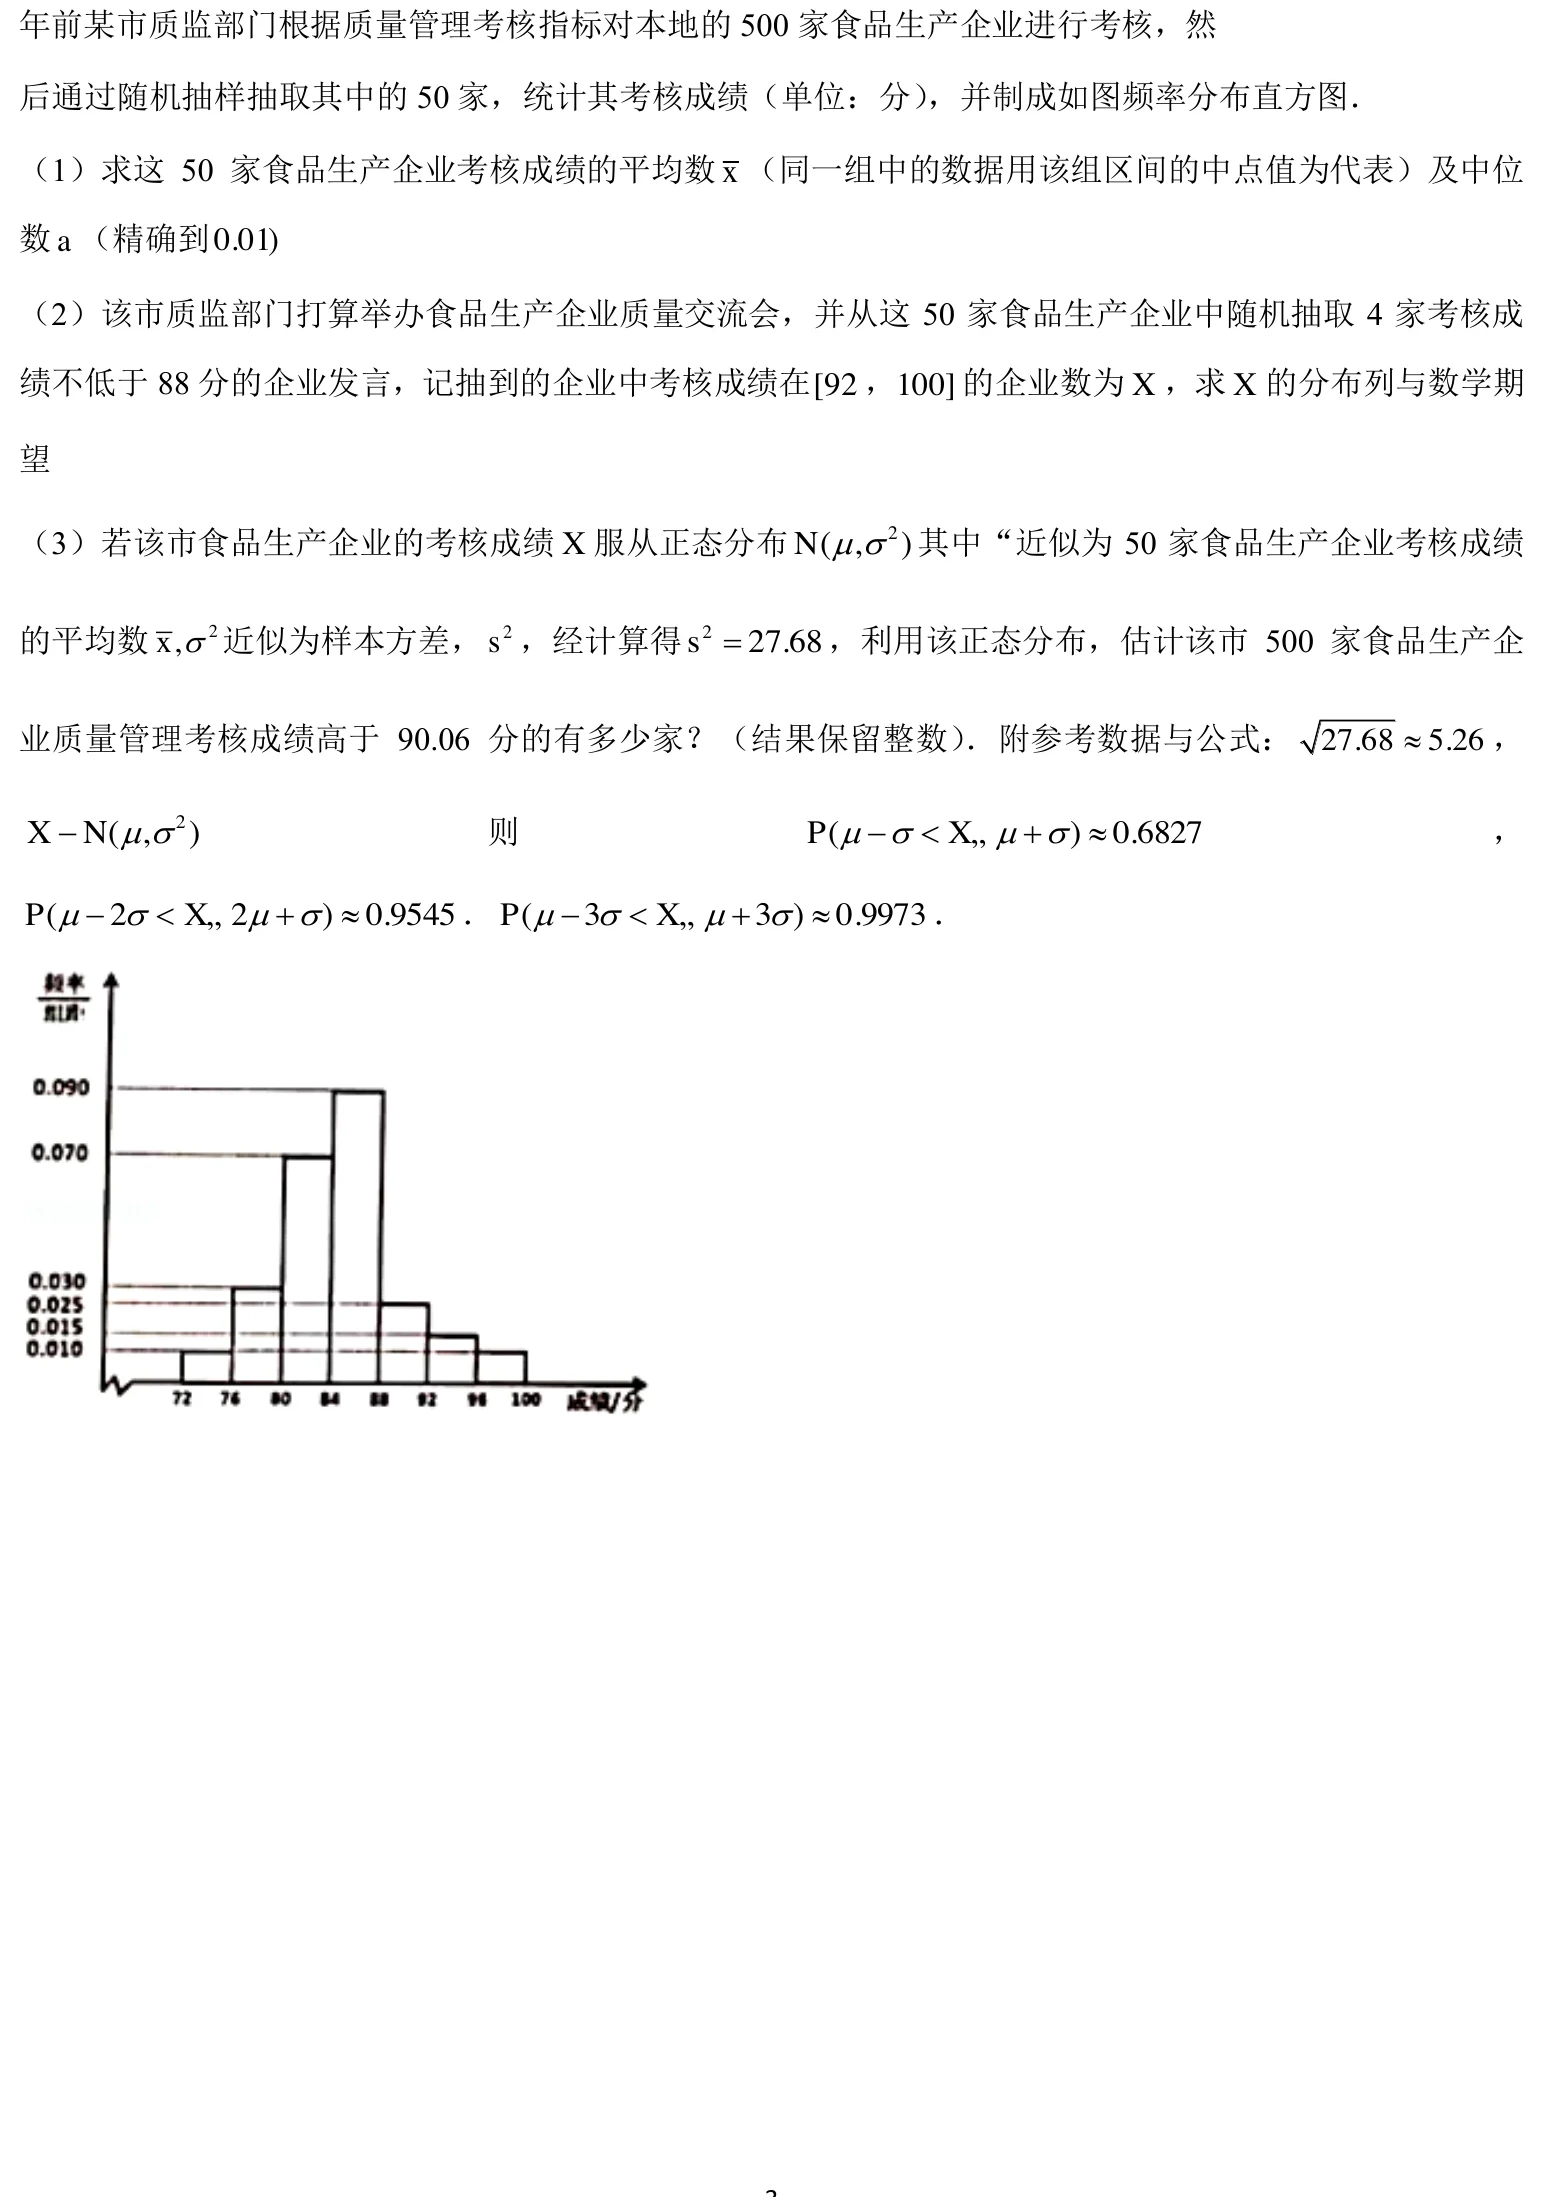 年前某市质监部门根据质量管理考核指标对本地的 500 家食品生产企业进行考核，然
后通过随机抽样抽取其中的 50 家，统计其考核成绩（单位：分），并制成如图频率分布直方图．
（1）求这 50 家食品生产企业考核成绩的平均数 x̄（同一组中的数据用该组区间的中点值为代表）及中位
数 a （精确到0.01)
（2）该市质监部门打算举办食品生产企业质量交流会，并从这 50 家食品生产企业中随机抽取 4 家考核成
绩不低于 88 分的企业发言，记抽到的企业中考核成绩在[92， 100] 的企业数为 X ，求 X 的分布列与数学期
望
（3）若该市食品生产企业的考核成绩 X 服从正态分布 N(μ,σ²) 其中“近似为 50 家食品生产企业考核成绩
的平均数 x̄,σ² 近似为样本方差， s² ，经计算得 s² = 27.68，利用该正态分布，估计该市 500 家食品生产企
业质量管理考核成绩高于 90.06 分的有多少家？（结果保留整数）．附参考数据与公式： √27.68 ≈ 5.26，
X − N(μ,σ²) 则 P(μ − σ < X,, μ + σ) ≈ 0.6827 ，
P(μ − 2σ < X,, 2μ + σ) ≈ 0.9545． P(μ − 3σ < X,, μ + 3σ) ≈ 0.9973．
频率
组距
0.090
0.070
0.030
0.025
0.015
0.010
72 76 80 84 88 92 96 100 成绩/分